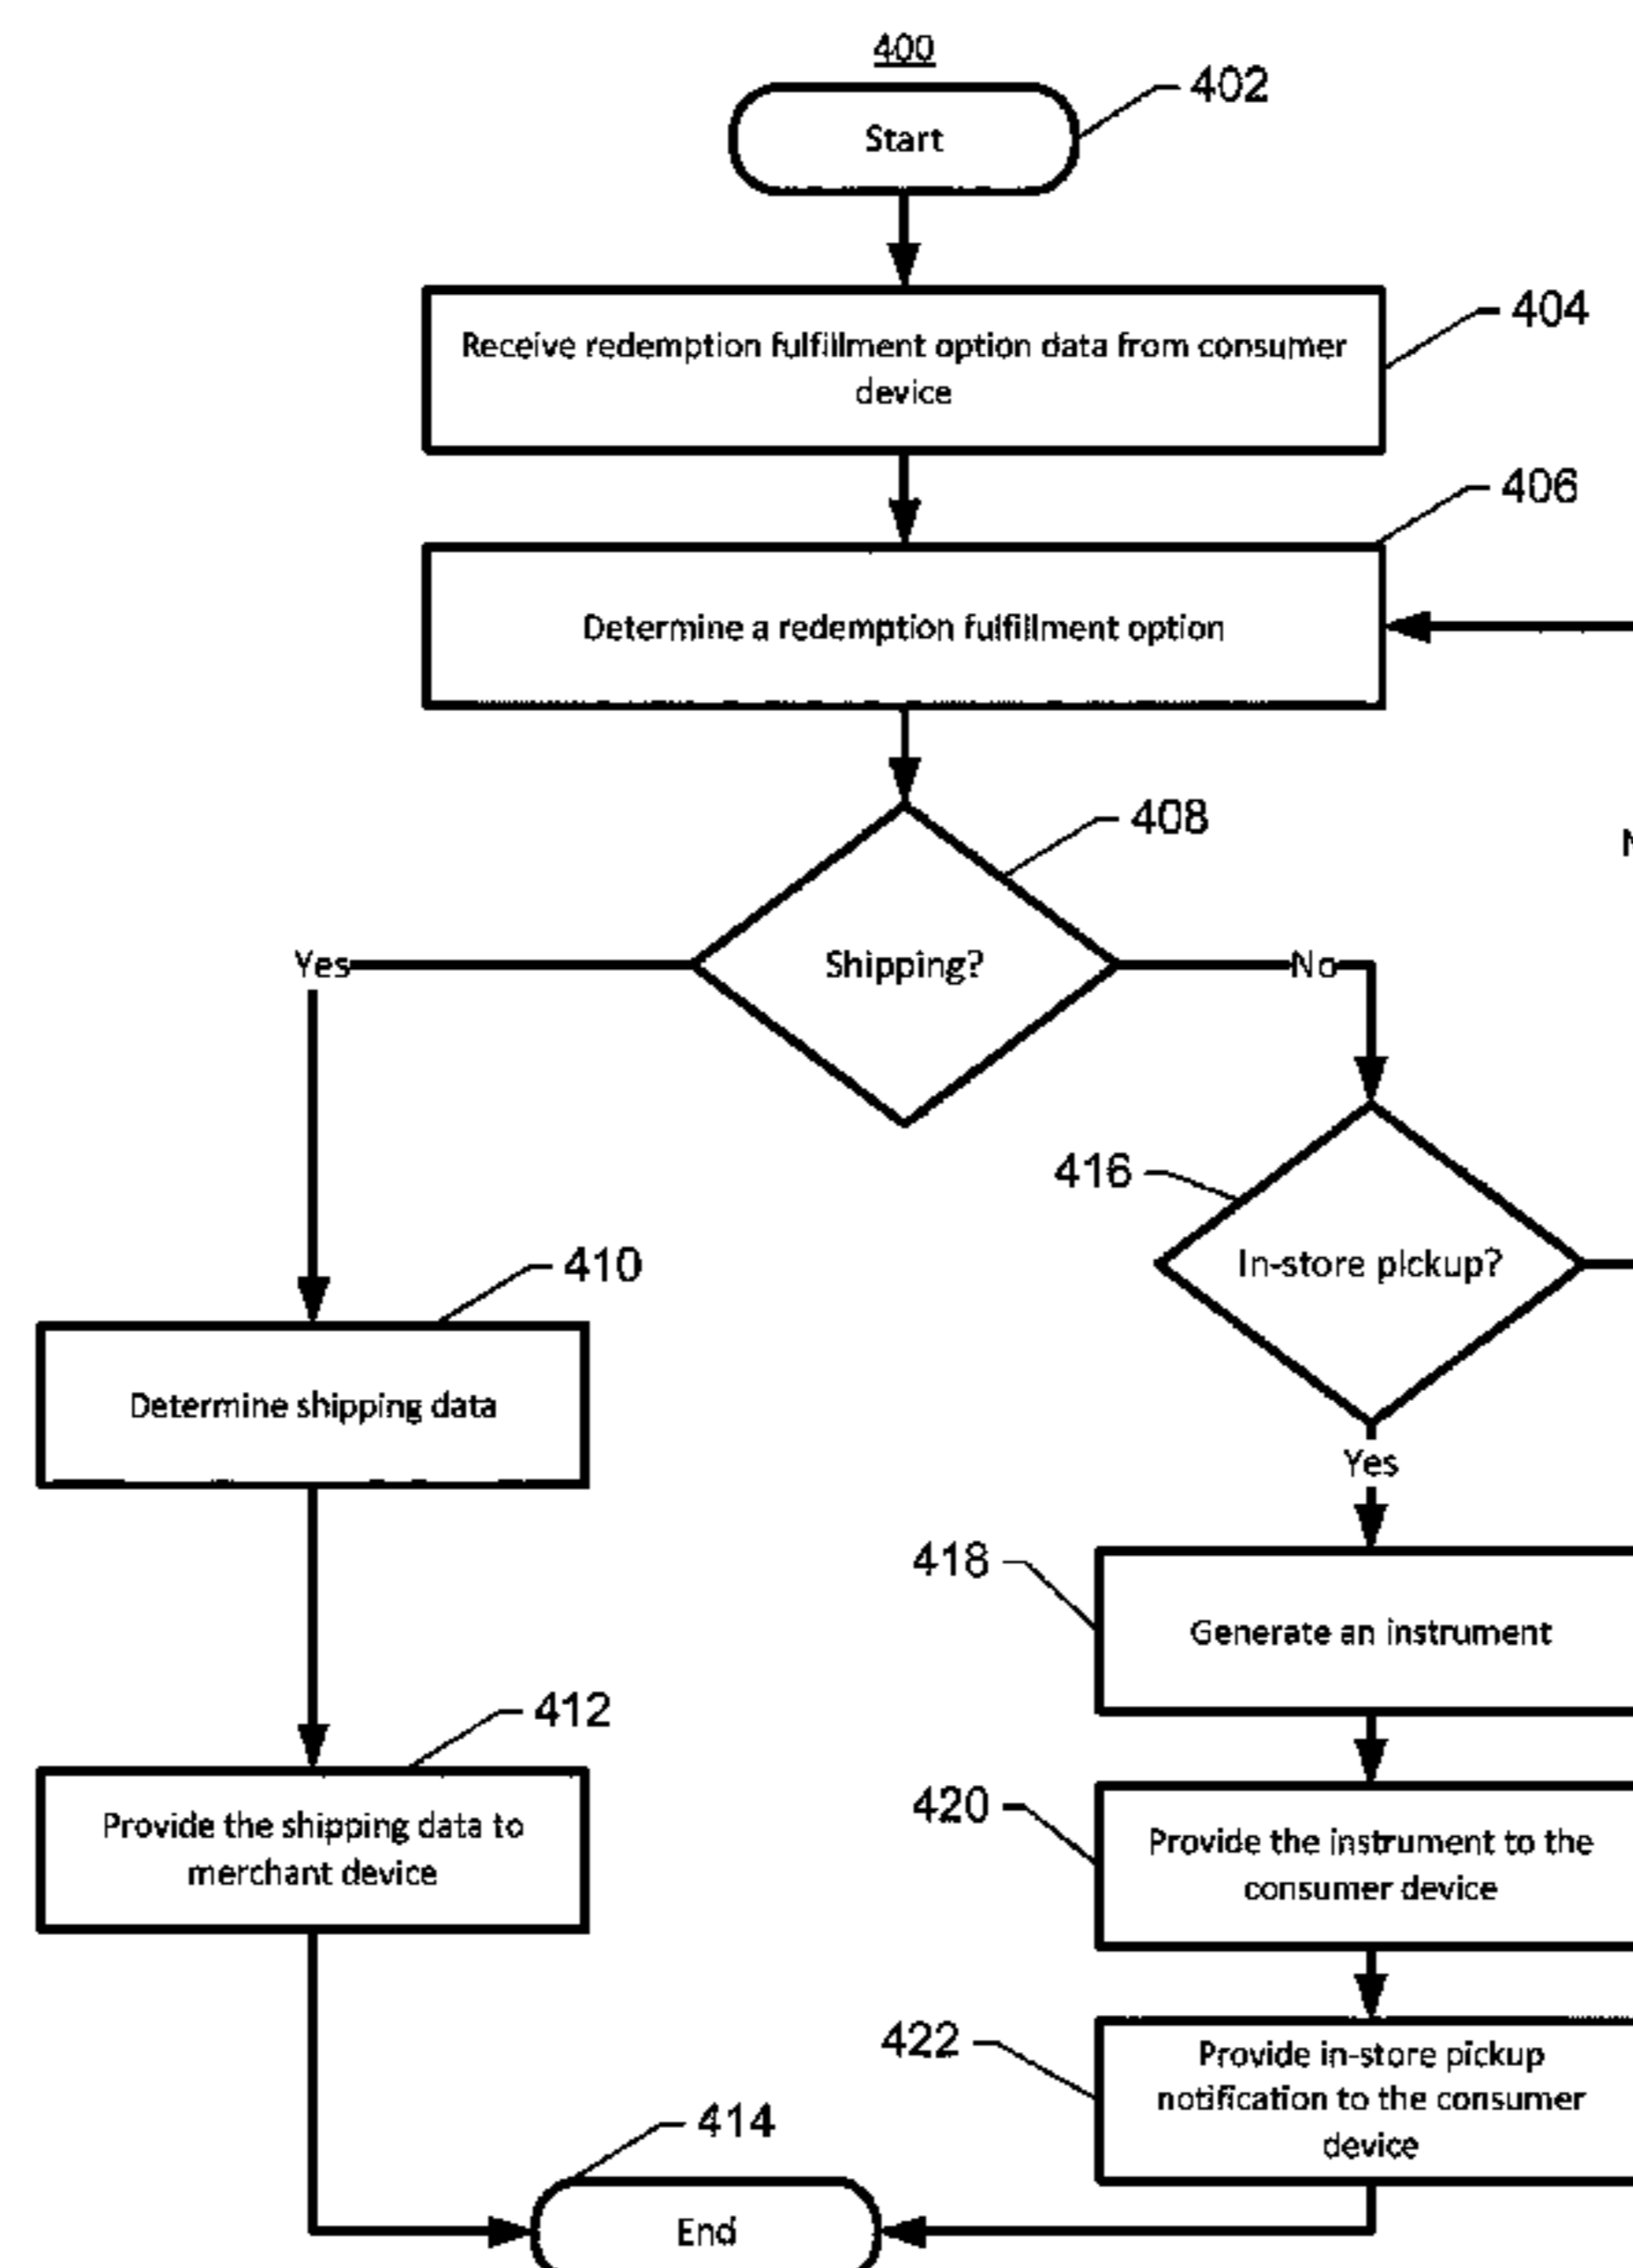 400
402
Start
404
Receive redemption fulfillment option data from consumer
device
406
Determine a redemption fulfillment option
408
Shipping?
Yes
No
416
In-store pickup?
Yes
410
Determine shipping data
418
Generate an instrument
412
Provide the shipping data to
merchant device
420
Provide the instrument to the
consumer device
422
Provide in-store pickup
notification to the consumer
device
414
End